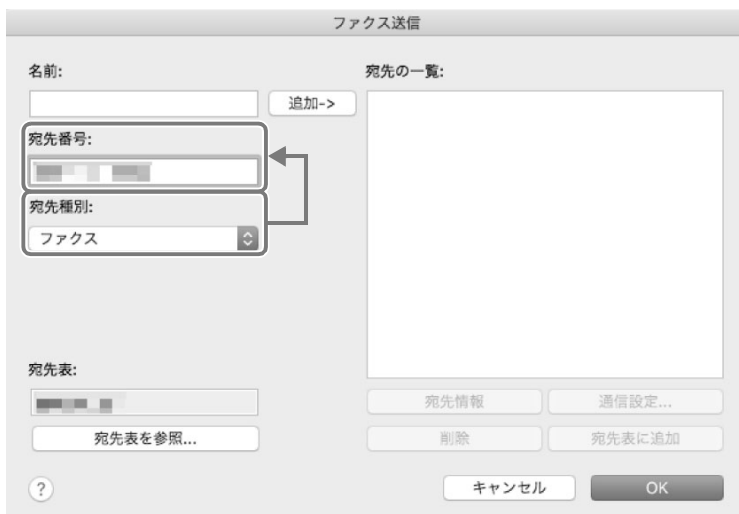 ファクス送信
名前:
追加->
宛先番号:
宛先種別:
ファクス
宛先の一覧:
宛先表:
宛先表を参照...
宛先情報
通信設定...
削除
宛先表に追加
?
キャンセル
OK